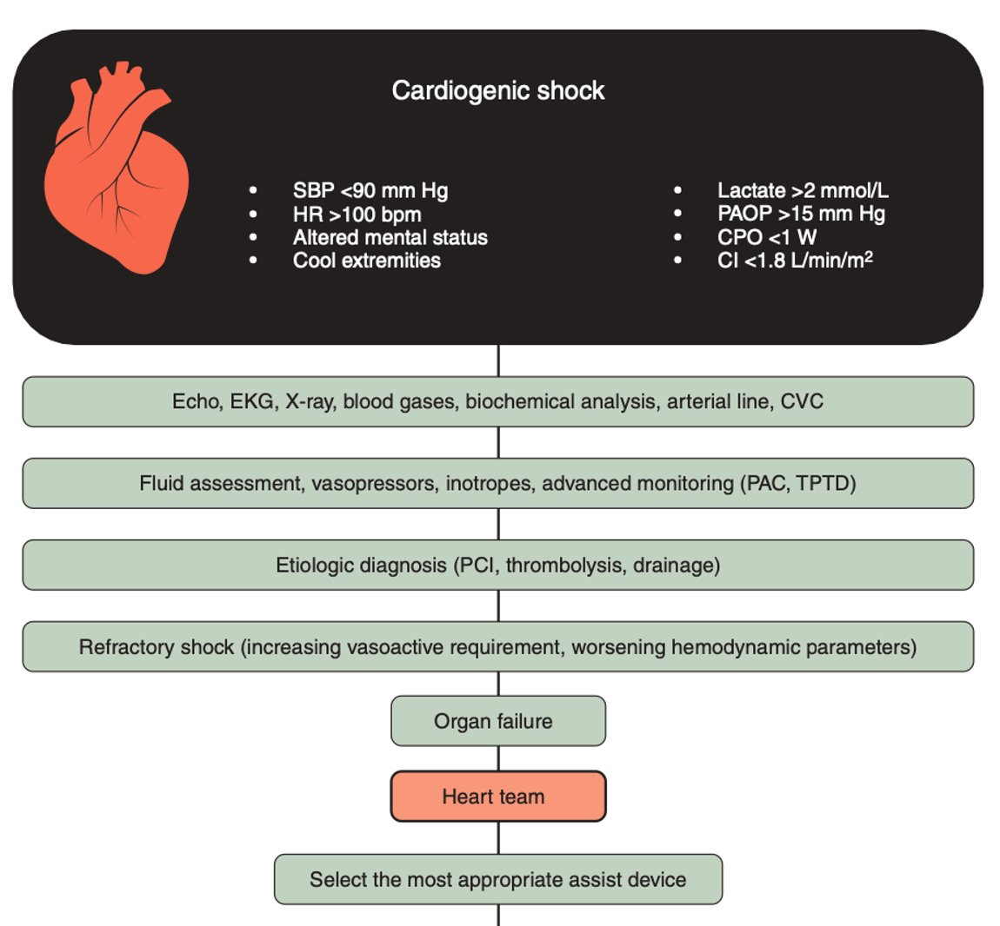 Cardiogenic shock
• SBP <90 mm Hg
• HR >100 bpm
• Altered mental status
• Cool extremities
• Lactate >2 mmol/L
• PAOP >15 mm Hg
• CPO <1 W
• CI <1.8 L/min/m²
Echo, EKG, X-ray, blood gases, biochemical analysis, arterial line, CVC
Fluid assessment, vasopressors, inotropes, advanced monitoring (PAC, TPTD)
Etiologic diagnosis (PCI, thrombolysis, drainage)
Refractory shock (increasing vasoactive requirement, worsening hemodynamic parameters)
Organ failure
Heart team
Select the most appropriate assist device